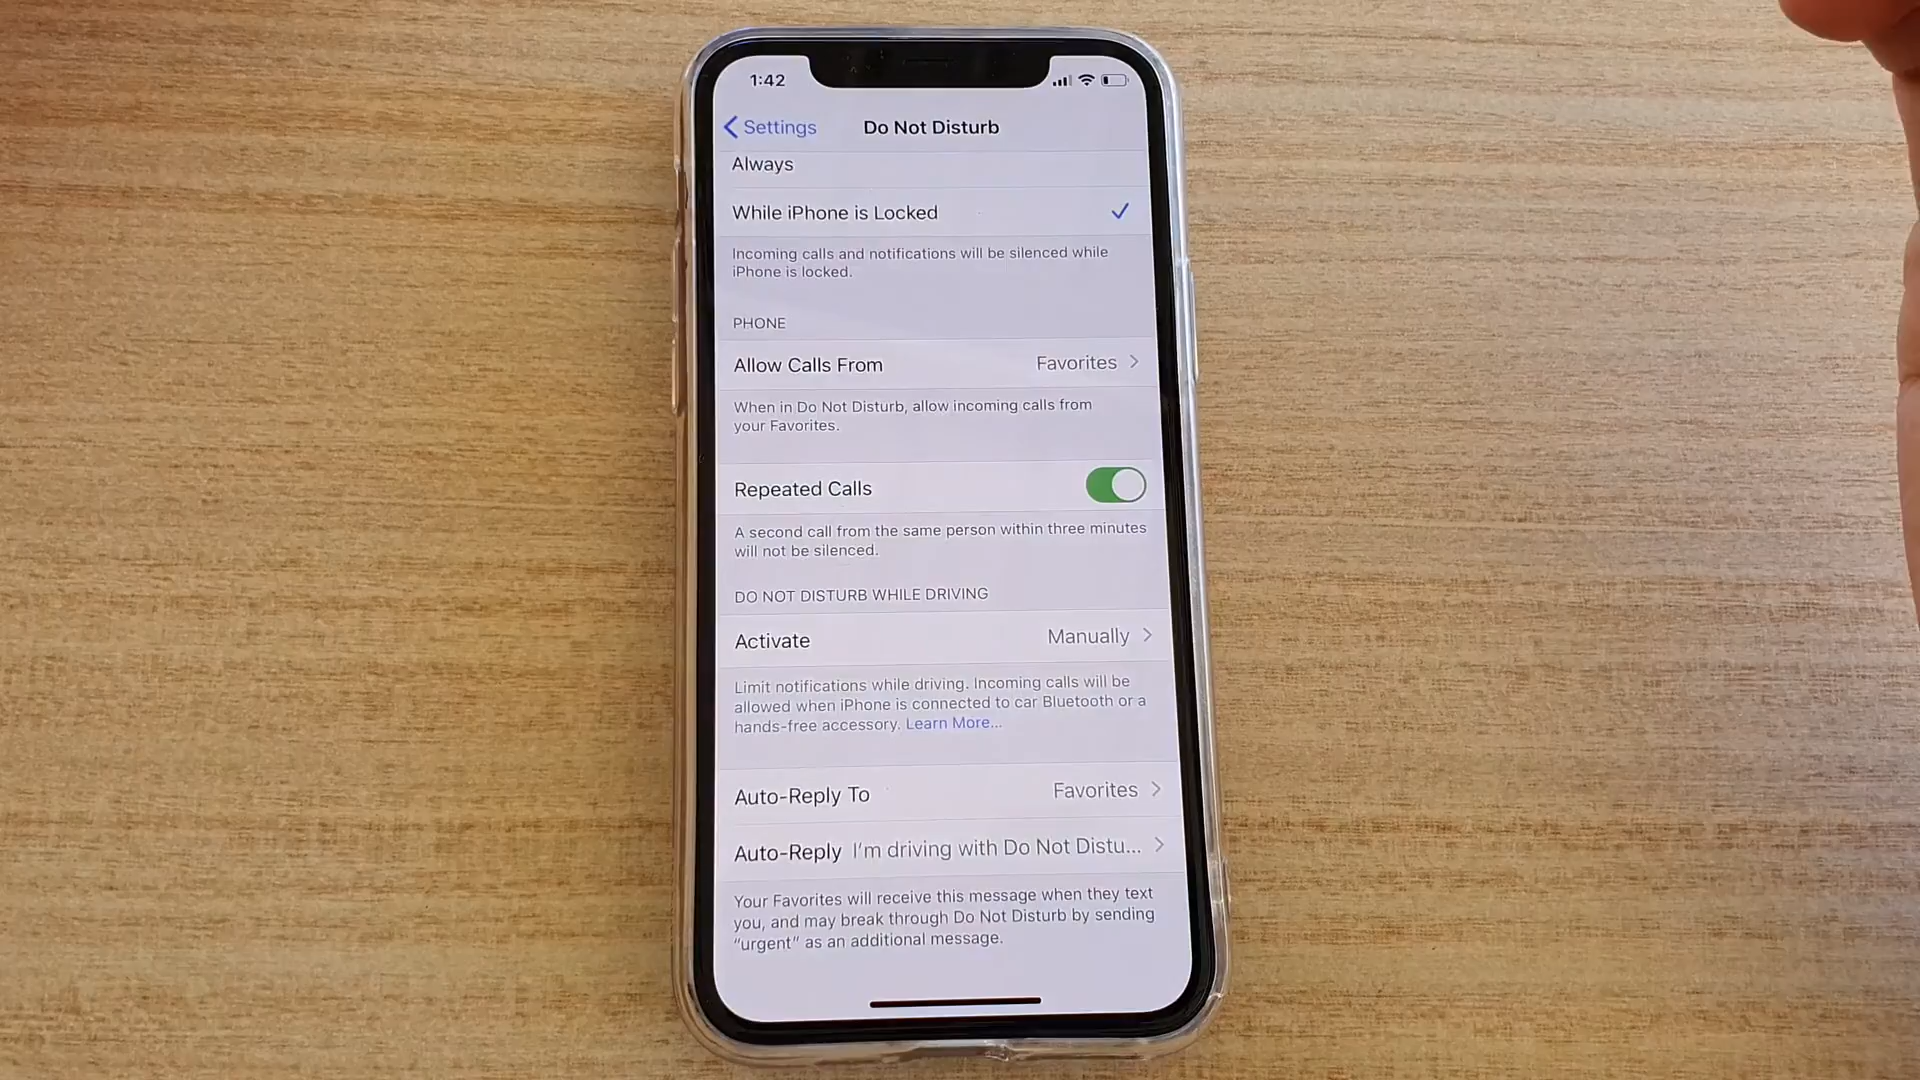 1:42
Settings Do Not Disturb
Always
While iPhone is Locked
Incoming calls and notifications will be silenced while
iPhone is locked.
PHONE
Allow Calls From Favorites
When in Do Not Disturb, allow incoming calls from
your Favorites.
Repeated Calls
A second call from the same person within three minutes
will not be silenced.
DO NOT DISTURB WHILE DRIVING
Activate Manually
Limit notifications while driving. Incoming calls will be
allowed when iPhone is connected to car Bluetooth or a
hands-free accessory. Learn More...
Auto-Reply To Favorites
Auto-Reply I'm driving with Do Not Distu...
Your Favorites will receive this message when they text
you, and may break through Do Not Disturb by sending
"urgent" as an additional message.